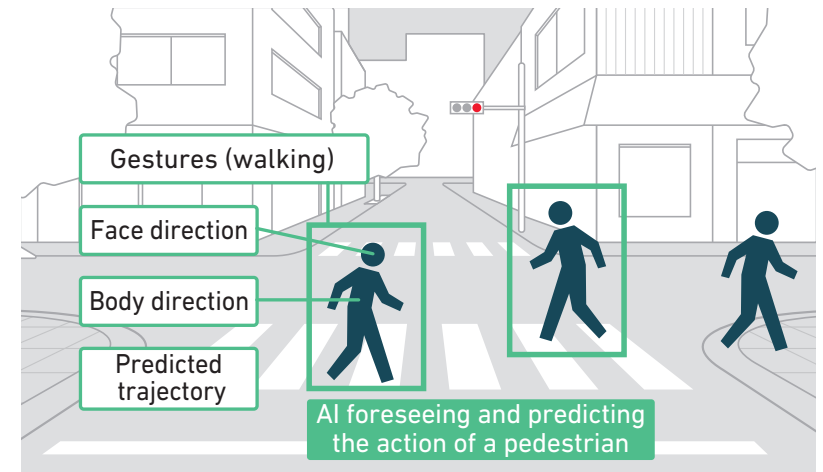 Gestures (walking)
Face direction
Body direction
Predicted
trajectory
AI foreseeing and predicting
the action of a pedestrian